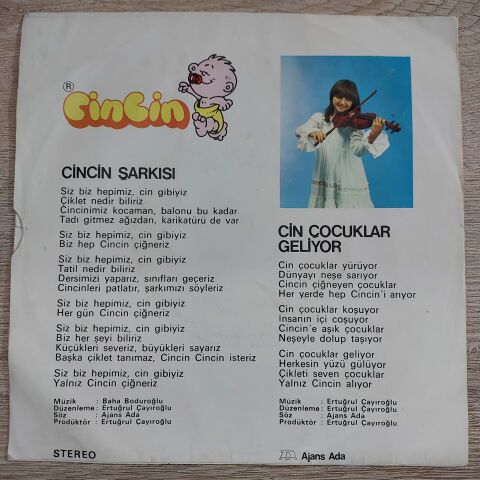 ® CinCin
CİNCİN ŞARKISI
Siz biz hepimiz, cin gibiyiz
Çiklet nedir biliriz
Cincinimiz kocaman, balonu bu kadar
Tadı gitmez ağızdan, karikatürü de var
Siz biz hepimiz, cin gibiyiz
Biz hep Cincin çiğneriz
Siz biz hepimiz, cin gibiyiz
Tatil nedir biliriz
Dersimizi yaparız, sınıfları geçeriz
Cincinleri patlatır, şarkımızı söyleriz
Siz biz hepimiz, cin gibiyiz
Her gün Cincin çiğneriz
Siz biz hepimiz, cin gibiyiz
Biz her şeyi biliriz
Küçükleri severiz, büyükleri sayarız
Başka çiklet tanımaz, Cincin Cincin isteriz
Siz biz hepimiz, cin gibiyiz
Yalnız Cincin çiğneriz
Müzik : Baha Boduroğlu
Düzenleme : Ertuğrul Çayıroğlu
Söz : Ajans Ada
Prodüktör : Ertuğrul Çayıroğlu
STEREO
CİN ÇOCUKLAR
GELİYOR
Cin çocuklar yürüyor
Dünyayı neşe sarıyor
Cincin çiğneyen çocuklar
Her yerde hep Cincin'i arıyor
Cin çocuklar koşuyor
İnsanın içi coşuyor
Cincin'e aşık çocuklar
Neşeyle dolup taşıyor
Cin çocuklar geliyor
Herkesin yüzü gülüyor
Çikleti seven çocuklar
Yalnız Cincin alıyor
Müzik : Ertuğrul Çayıroğlu
Düzenleme : Ertuğrul Çayıroğlu
Söz : Ajans Ada
Prodüktör : Ertuğrul Çayıroğlu
ADA Ajans Ada